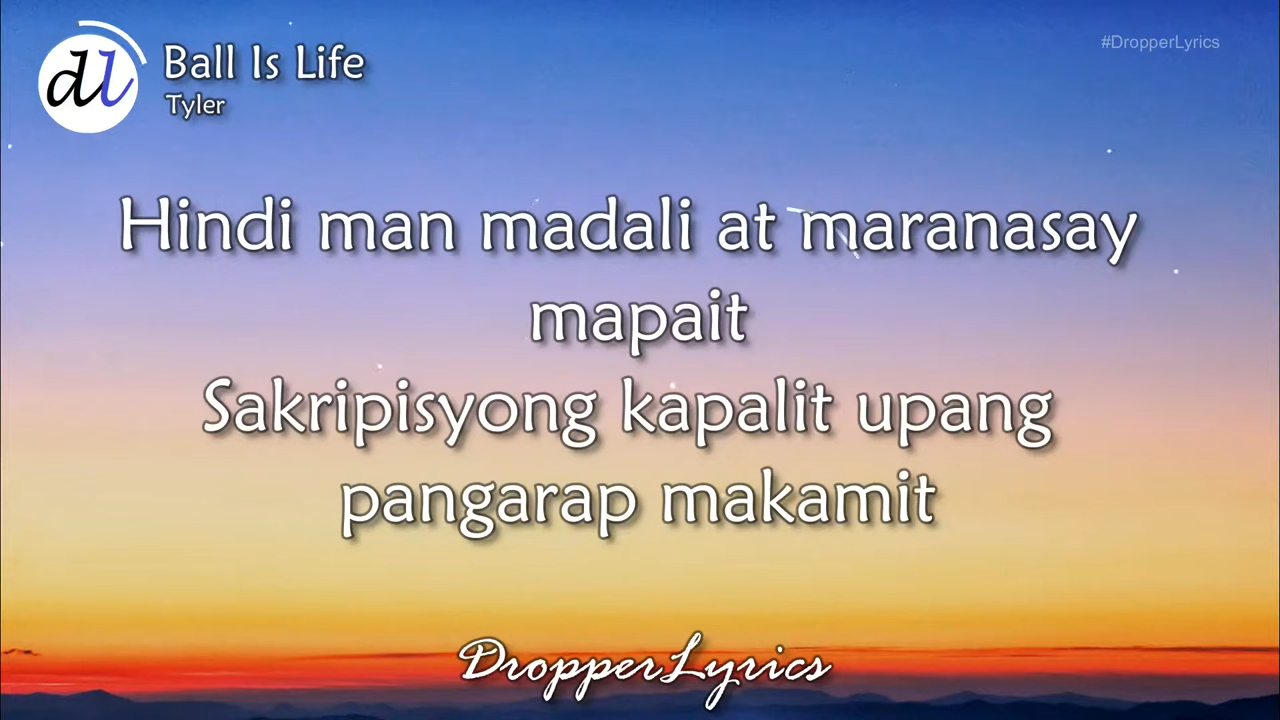 dl
Ball Is Life
Tyler
#DropperLyrics
Hindi man madali at maranasay
mapait
Sakripisyong kapalit upang
pangarap makamit
DropperLyrics